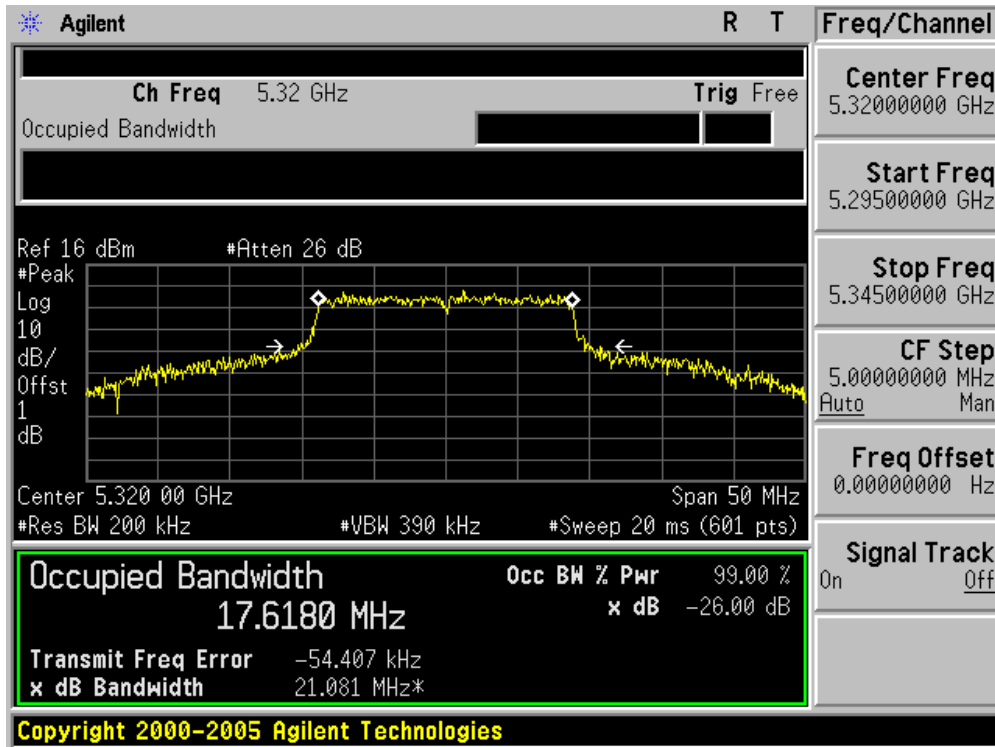 Agilent R T
Freq/Channel
Ch Freq 5.32 GHz Trig Free
Occupied Bandwidth
Center Freq
5.32000000 GHz
Start Freq
5.29500000 GHz
Stop Freq
5.34500000 GHz
CF Step
5.00000000 MHz
Auto Man
Freq Offset
0.00000000 Hz
Signal Track
On Off
Ref 16 dBm #Atten 26 dB
#Peak
Log
10
dB/
Offst
1
dB
Center 5.320 00 GHz Span 50 MHz
#Res BW 200 kHz #VBW 390 kHz #Sweep 20 ms (601 pts)
Occupied Bandwidth Occ BW % Pwr 99.00 %
17.6180 MHz x dB -26.00 dB
Transmit Freq Error -54.407 kHz
x dB Bandwidth 21.081 MHz*
Copyright 2000-2005 Agilent Technologies